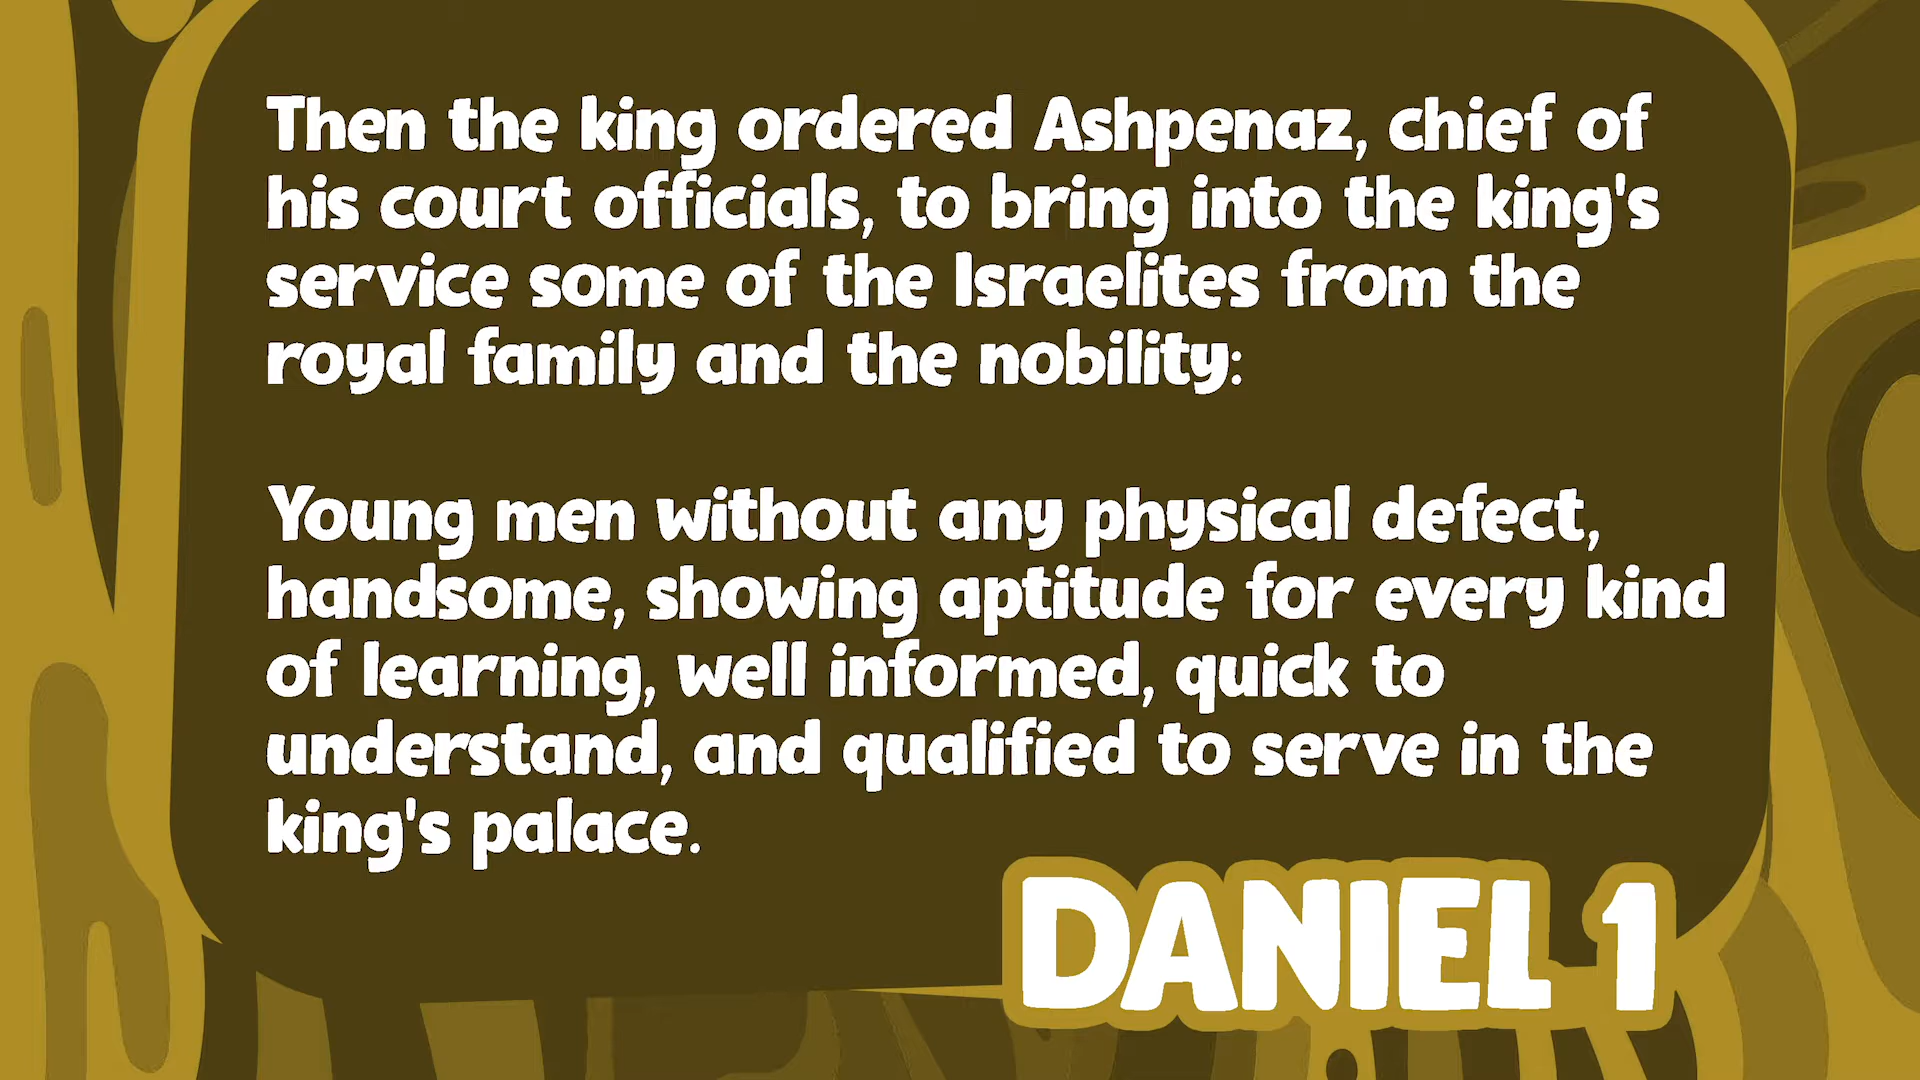 Then the king ordered Ashpenaz, chief of
his court officials, to bring into the king's
service some of the Israelites from the
royal family and the nobility:
Young men without any physical defect,
handsome, showing aptitude for every kind
of learning, well informed, quick to
understand, and qualified to serve in the
king's palace.
DANIEL 1